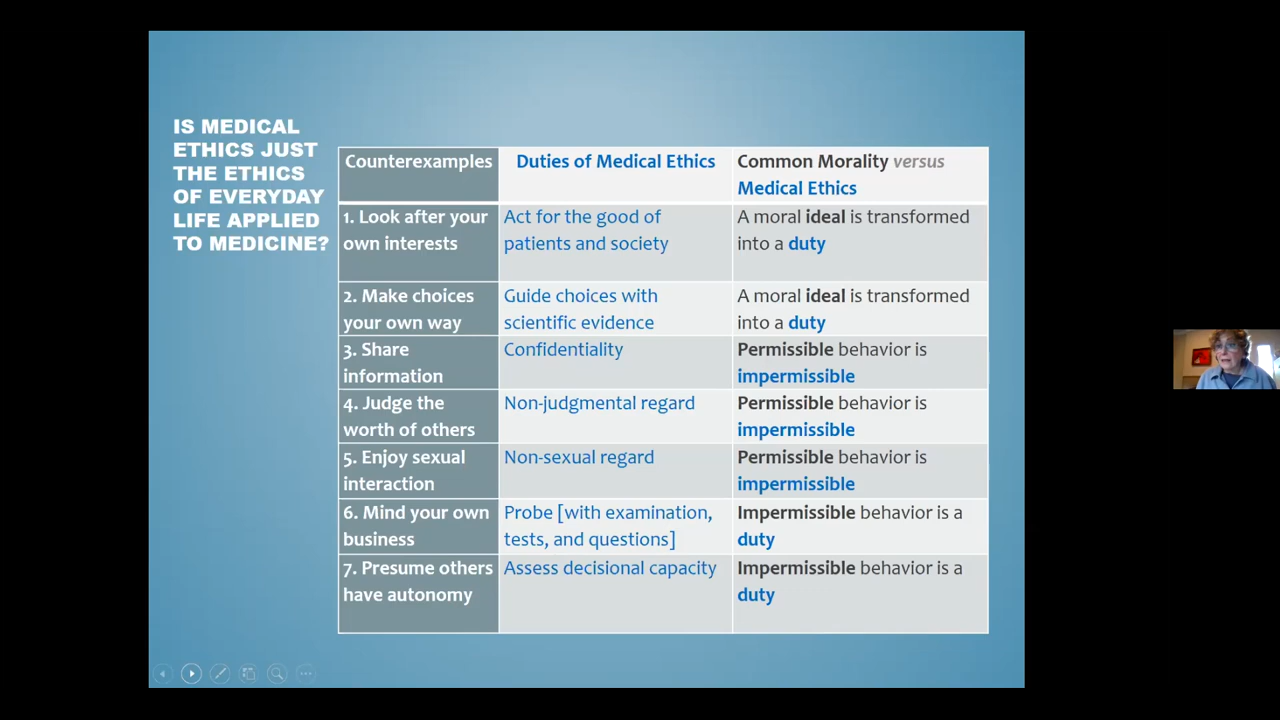 IS MEDICAL
ETHICS JUST
THE ETHICS
OF EVERYDAY
LIFE APPLIED
TO MEDICINE?
Counterexamples
Duties of Medical Ethics
Common Morality versus
Medical Ethics
1. Look after your
own interests
Act for the good of
patients and society
A moral ideal is transformed
into a duty
2. Make choices
your own way
Guide choices with
scientific evidence
A moral ideal is transformed
into a duty
3. Share
information
Confidentiality
Permissible behavior is
impermissible
4. Judge the
worth of others
Non-judgmental regard
Permissible behavior is
impermissible
5. Enjoy sexual
interaction
Non-sexual regard
Permissible behavior is
impermissible
6. Mind your own
business
Probe [with examination,
tests, and questions]
Impermissible behavior is a
duty
7. Presume others
have autonomy
Assess decisional capacity
Impermissible behavior is a
duty